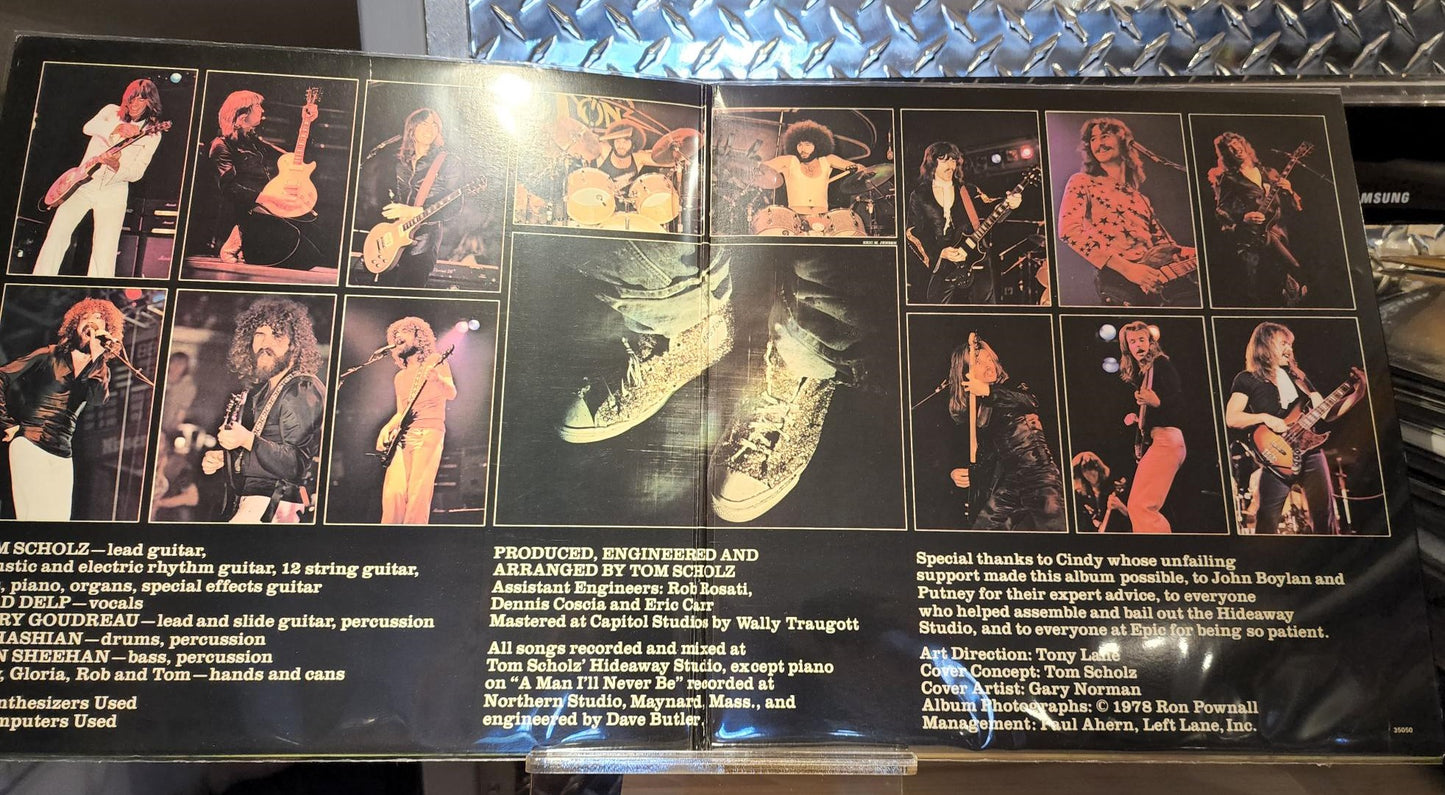 MSUNG
M SCHOLZ—lead guitar,
stic and electric rhythm guitar, 12 string guitar,
, piano, organs, special effects guitar
D DELP—vocals
RY GOUDREAU—lead and slide guitar, percussion
HASHIAN—drums, percussion
N SHEEHAN—bass, percussion
, Gloria, Rob and Tom—hands and cans
nthesizers Used
mputers Used
PRODUCED, ENGINEERED AND
ARRANGED BY TOM SCHOLZ
Assistant Engineers: Rob Rosati,
Dennis Coscia and Eric Carr
Mastered at Capitol Studios by Wally Traugott
All songs recorded and mixed at
Tom Scholz' Hideaway Studio, except piano
on "A Man I'll Never Be" recorded at
Northern Studio, Maynard, Mass., and
engineered by Dave Butler.
Special thanks to Cindy whose unfailing
support made this album possible, to John Boylan and
Putney for their expert advice, to everyone
who helped assemble and bail out the Hideaway
Studio, and to everyone at Epic for being so patient.
Art Direction: Tony Lane
Cover Concept: Tom Scholz
Cover Artist: Gary Norman
Album Photographs: © 1978 Ron Pownall
Management: Paul Ahern, Left Lane, Inc.
35050